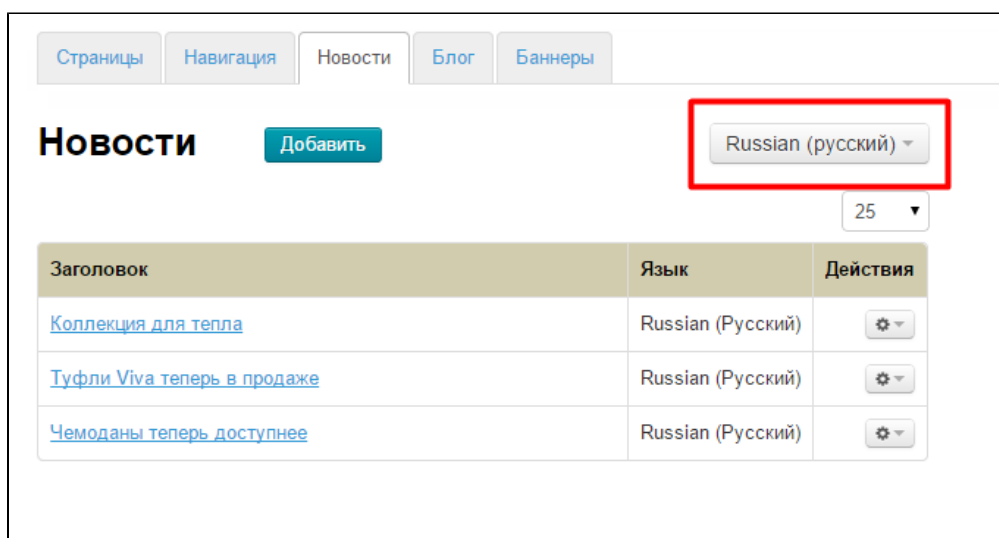 Страницы Навигация Новости Блог Баннеры
Новости Добавить Russian (русский)
25
Заголовок Язык Действия
Коллекция для тепла Russian (Русский)
Туфли Viva теперь в продаже Russian (Русский)
Чемоданы теперь доступнее Russian (Русский)